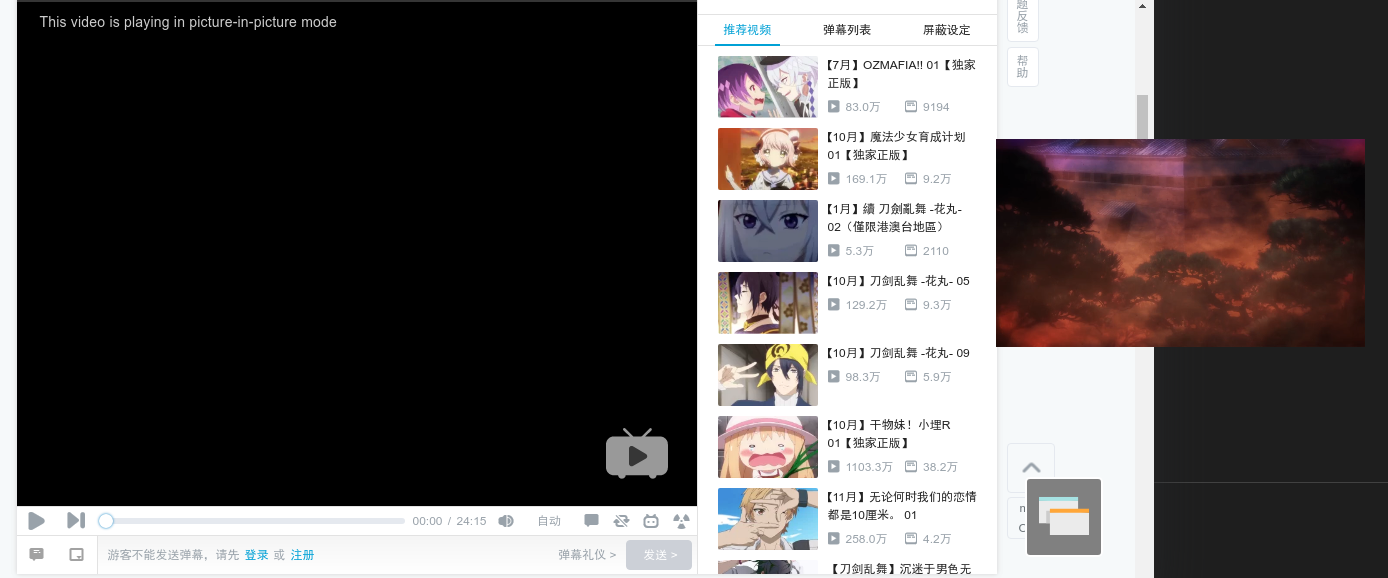 This video is playing in picture-in-picture mode
00:00 / 24:15
自动
游客不能发送弹幕，请先 登录 或 注册
弹幕礼仪 >
发送 >
推荐视频
弹幕列表
屏蔽设定
【7月】OZMAFIA!! 01【独家
正版】
83.0万
9194
【10月】魔法少女育成计划
01【独家正版】
169.1万
9.2万
【1月】續 刀劍亂舞 -花丸-
02（僅限港澳台地區）
5.3万
2110
【10月】刀剑乱舞 -花丸- 05
129.2万
9.3万
【10月】刀剑乱舞 -花丸- 09
98.3万
5.9万
【10月】干物妹！小埋R
01【独家正版】
1103.3万
38.2万
【11月】无论何时我们的恋情
都是10厘米。 01
258.0万
4.2万
【刀剑乱舞】沉迷于男色无
题
反
馈
帮
助